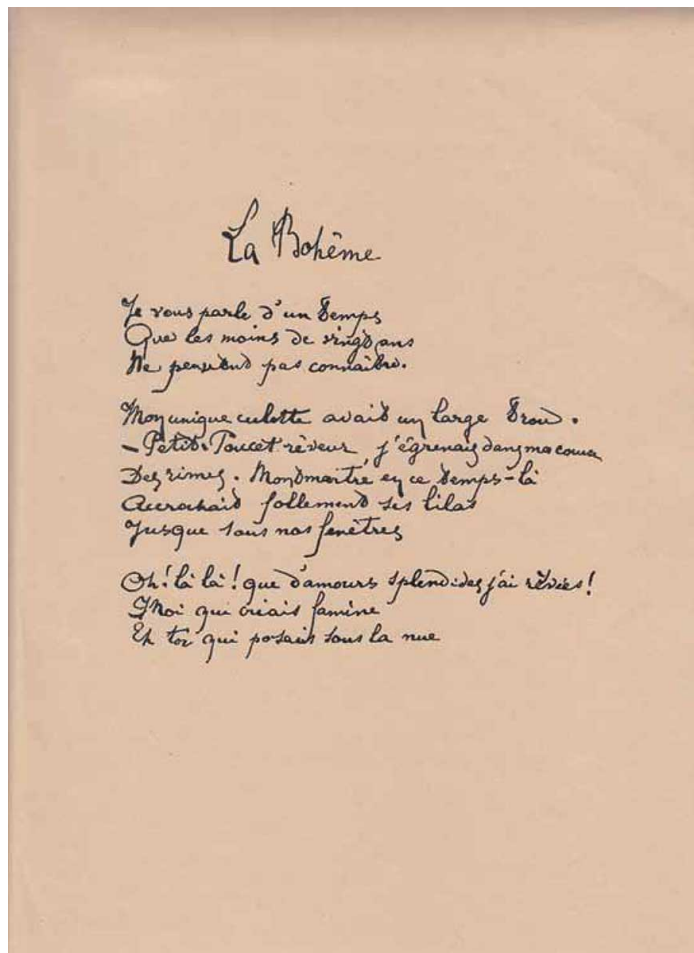 La Bohême
Je vous parle d'un temps
Que les moins de vingt ans
Ne peuvent pas connaître.
Mon unique culotte avait un large trou.
- Petit-Poucet rêveur j'égrenais dans ma course
Des rimes. Montmartre en ce temps-là
Accrochait follement ses lilas
Jusque sous nos fenêtres
Oh! là là! que d'amours splendides j'ai rêvées!
Moi qui criais famine
Et toi qui posais sous la nue